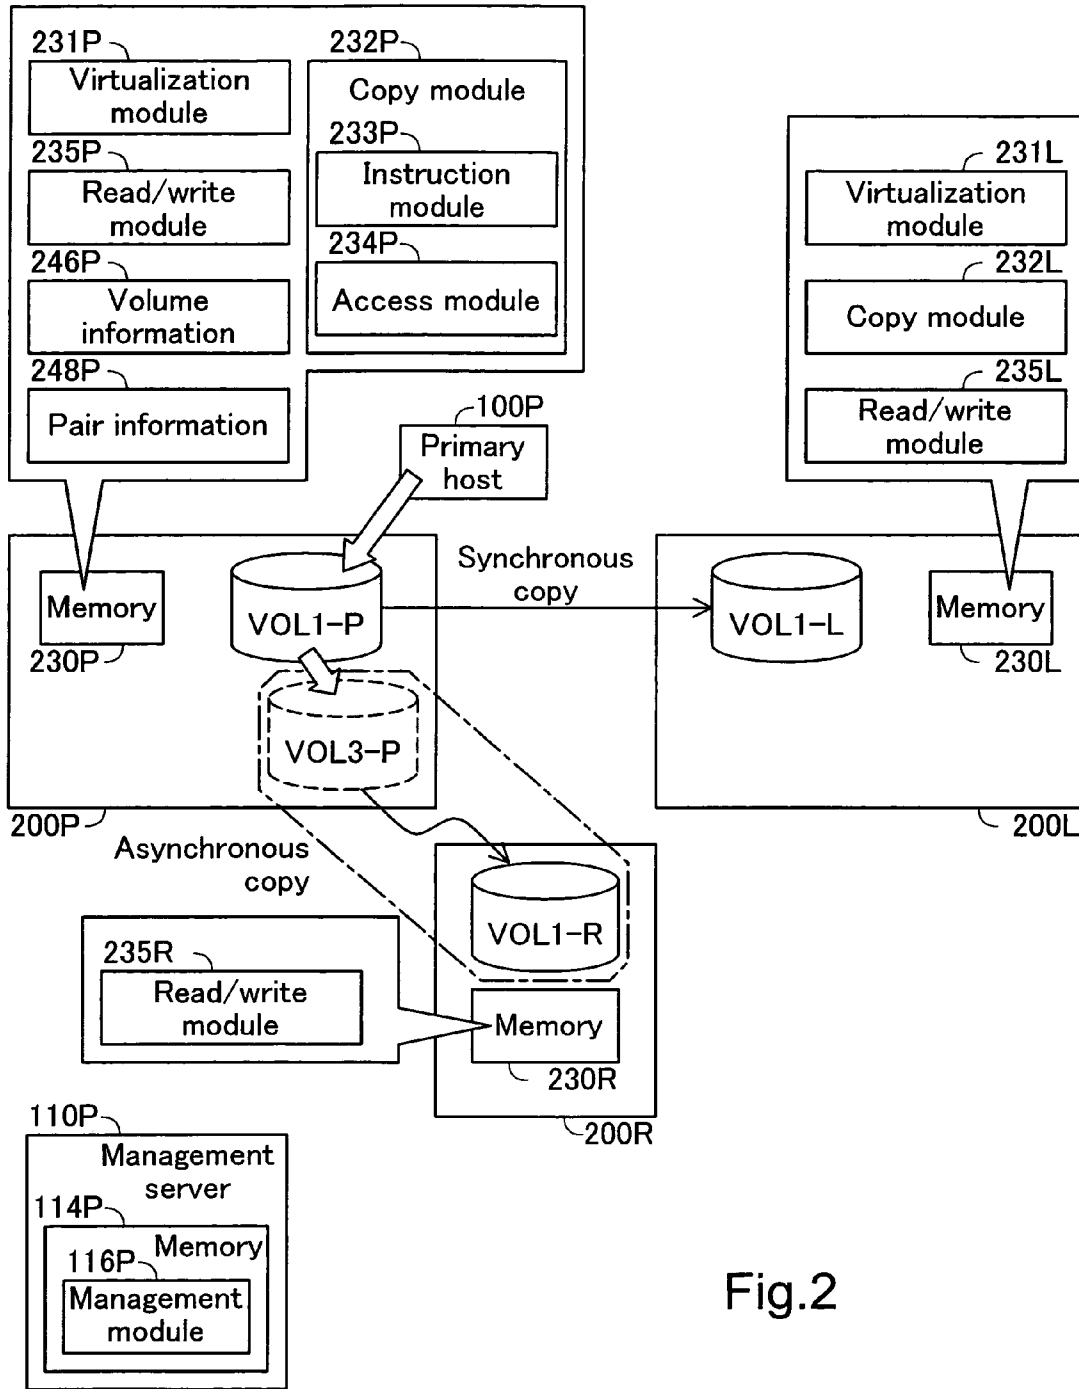 231P
Virtualization
module
235P
Read/write
module
246P
Volume
information
248P
Pair information
232P
Copy module
233P
Instruction
module
234P
Access module
231L
Virtualization
module
232L
Copy module
235L
Read/write
module
100P
Primary
host
Memory
230P
VOL1-P
VOL3-P
200P
Synchronous
copy
VOL1-L
Memory
230L
200L
Asynchronous
copy
VOL1-R
235R
Read/write
module
Memory
230R
200R
110P
Management
server
114P
Memory
116P
Management
module
Fig.2